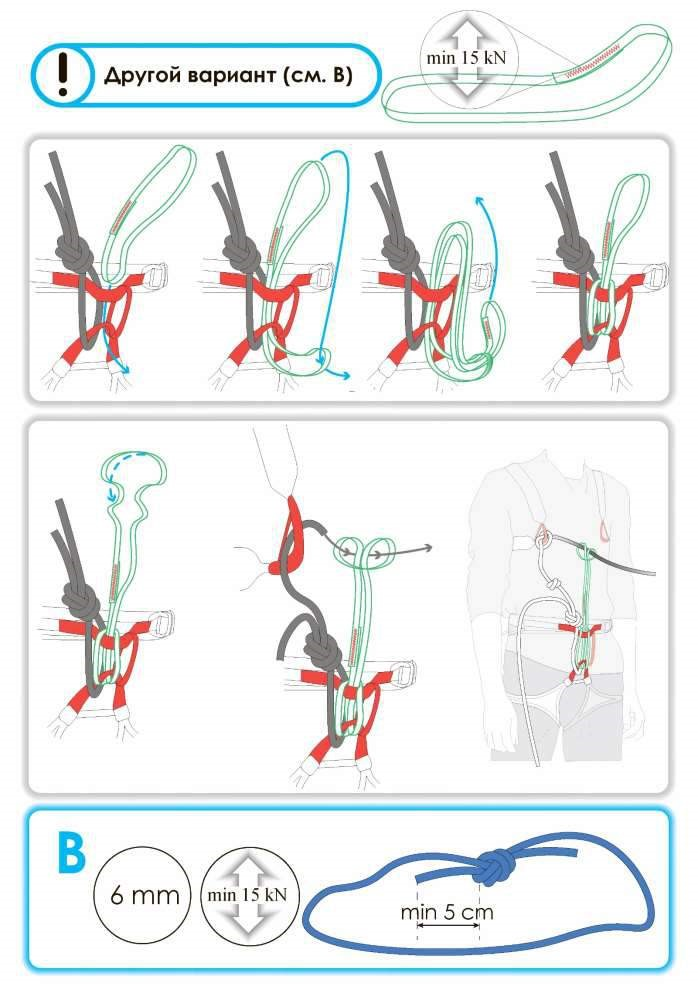 !
Другой вариант (см. В)
min 15 kN
B
6 mm
min 15 kN
min 5 cm